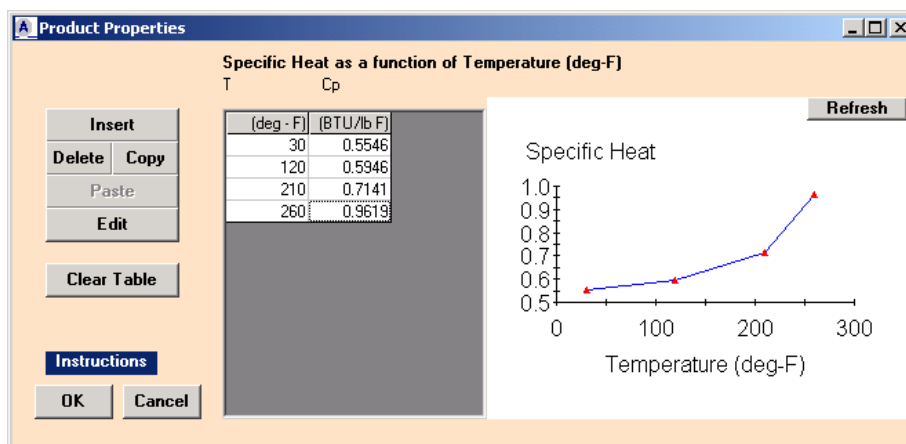 A Product Properties
Specific Heat as a function of Temperature (deg-F)
T Cp
Insert
Delete Copy
Paste
Edit
Clear Table
Instructions
OK Cancel
(deg - F) (BTU/lb F)
30 0.5546
120 0.5946
210 0.7141
260 0.9619
Refresh
Specific Heat
1.0
0.9
0.8
0.7
0.6
0.5
0 100 200 300
Temperature (deg-F)